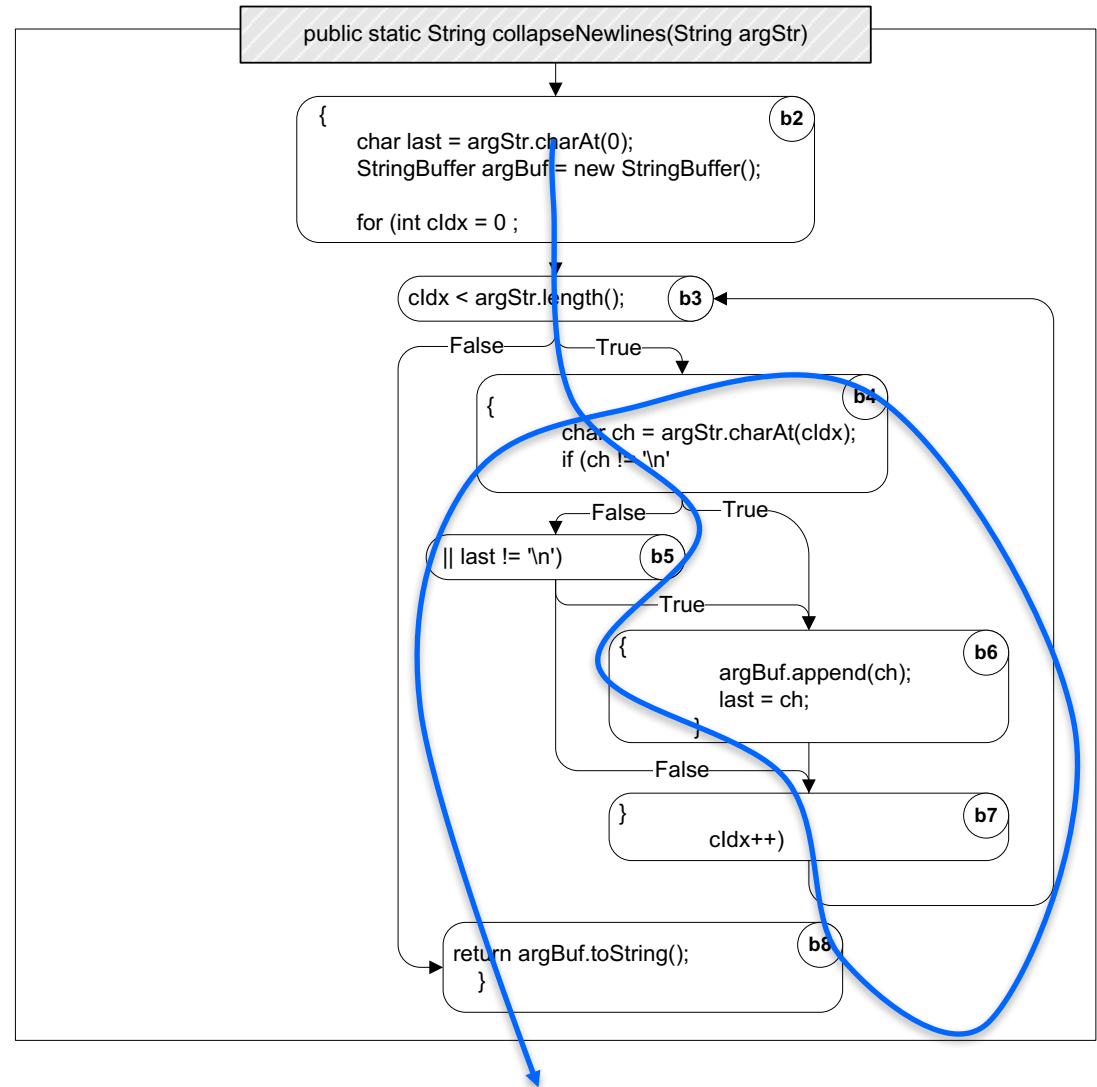 public static String collapseNewlines(String argStr)
{
b2
char last = argStr.charAt(0);
StringBuffer argBuf = new StringBuffer();
for (int cIdx = 0 ;
cIdx < argStr.length();
b3
False
True
b4
{
char ch = argStr.charAt(cIdx);
if (ch != '\n'
False
True
|| last != '\n')
b5
True
{
b6
argBuf.append(ch);
last = ch;
}
False
}
b7
cIdx++)
b8
return argBuf.toString();
}